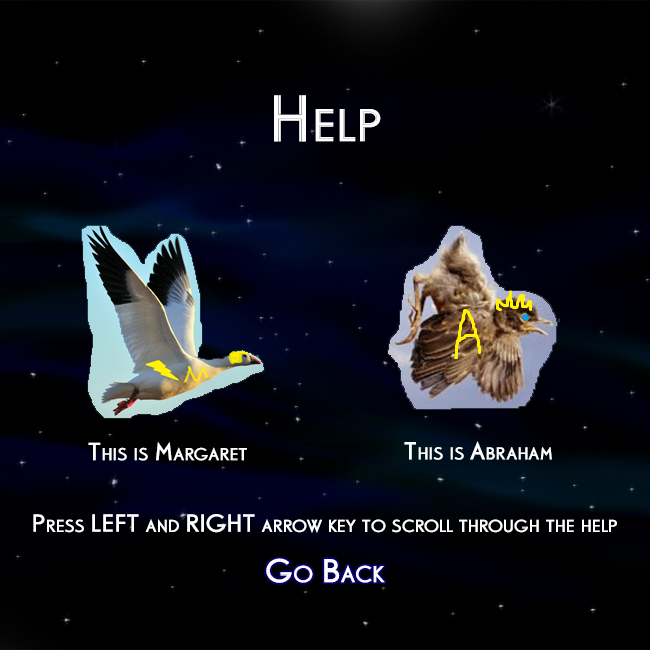 Help
M
A
This is Margaret
This is Abraham
Press LEFT and RIGHT arrow key to scroll through the help
Go Back